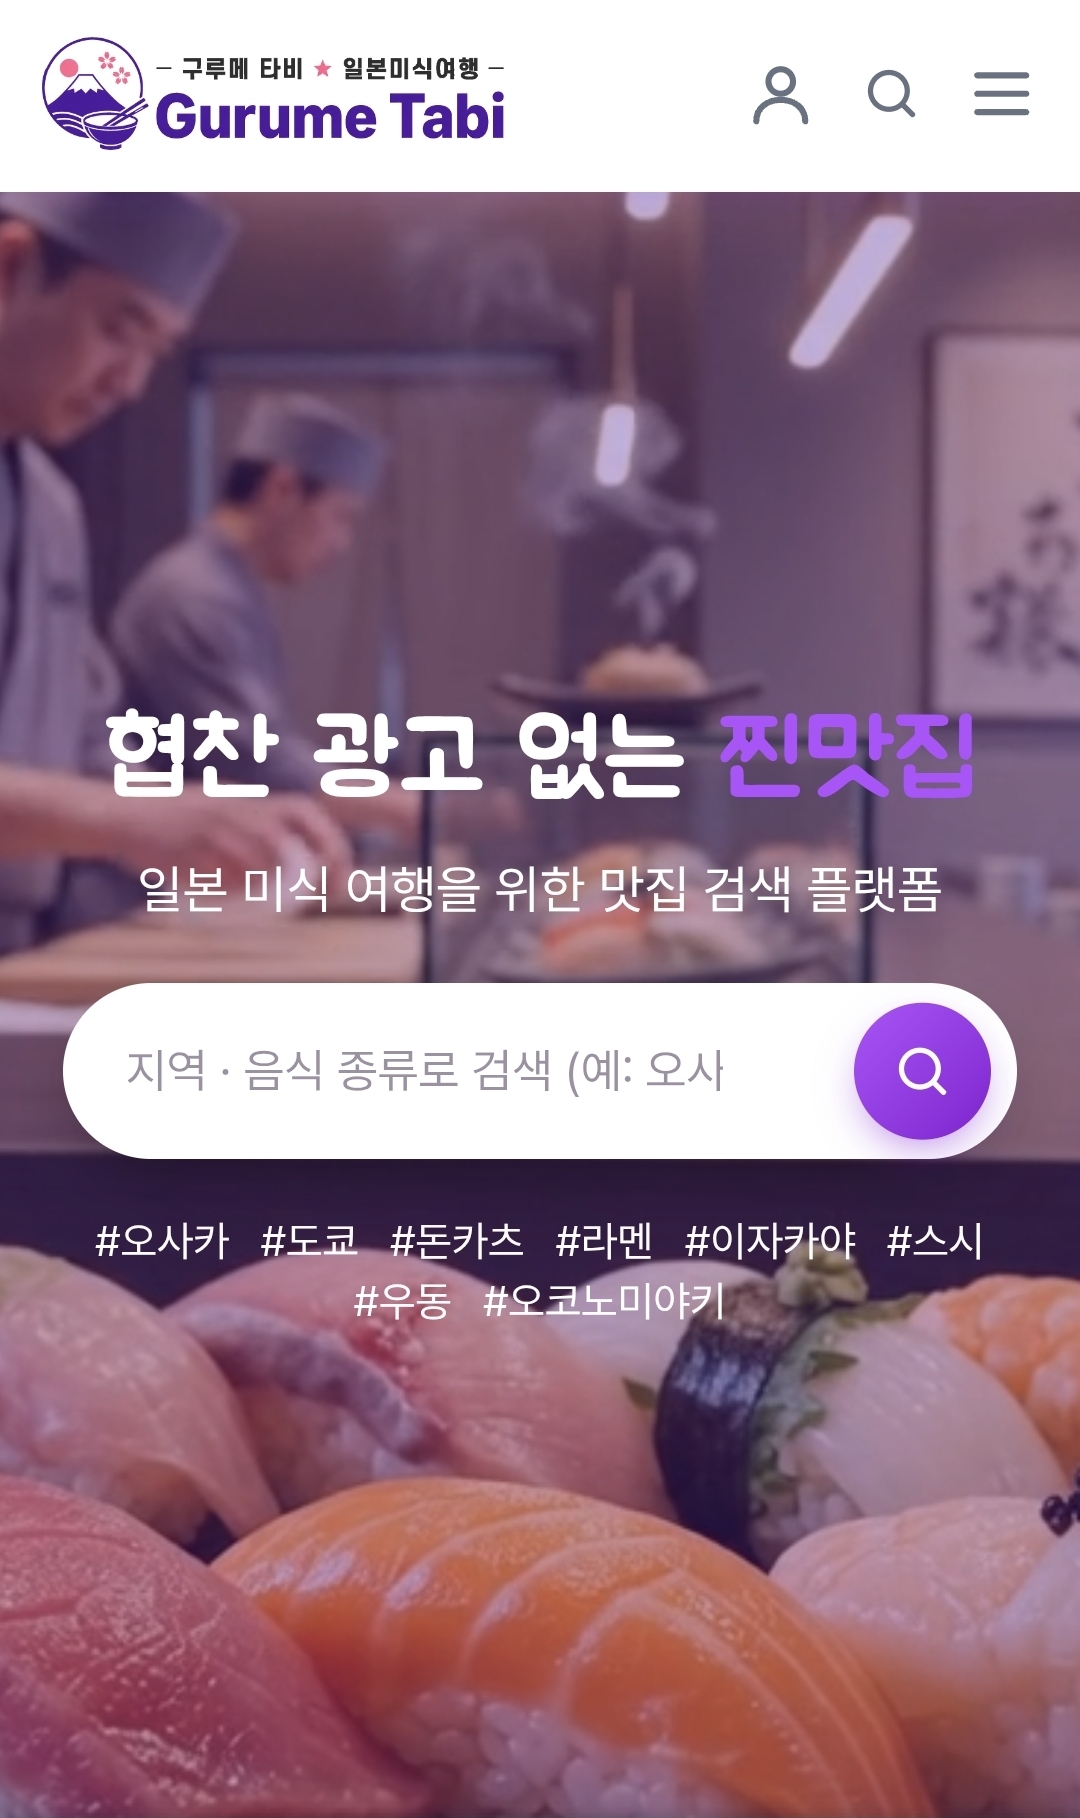 구루메 타비 ★ 일본미식여행
Gurume Tabi
협찬 광고 없는 찐맛집
일본 미식 여행을 위한 맛집 검색 플랫폼
지역 · 음식 종류로 검색 (예: 오사
#오사카 #도쿄 #돈카츠 #라멘 #이자카야 #스시
#우동 #오코노미야키